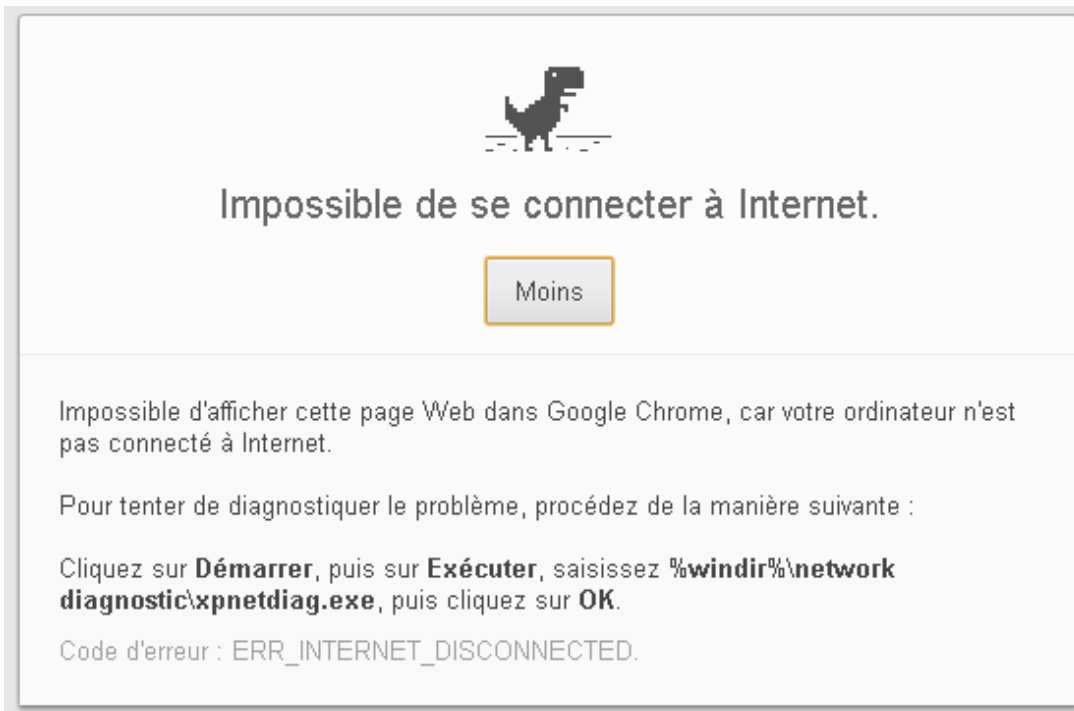 Impossible de se connecter à Internet.
Moins
Impossible d'afficher cette page Web dans Google Chrome, car votre ordinateur n'est
pas connecté à Internet.
Pour tenter de diagnostiquer le problème, procédez de la manière suivante :
Cliquez sur Démarrer, puis sur Exécuter, saisissez %windir%\network
diagnostic\xpnetdiag.exe, puis cliquez sur OK.
Code d'erreur : ERR_INTERNET_DISCONNECTED.